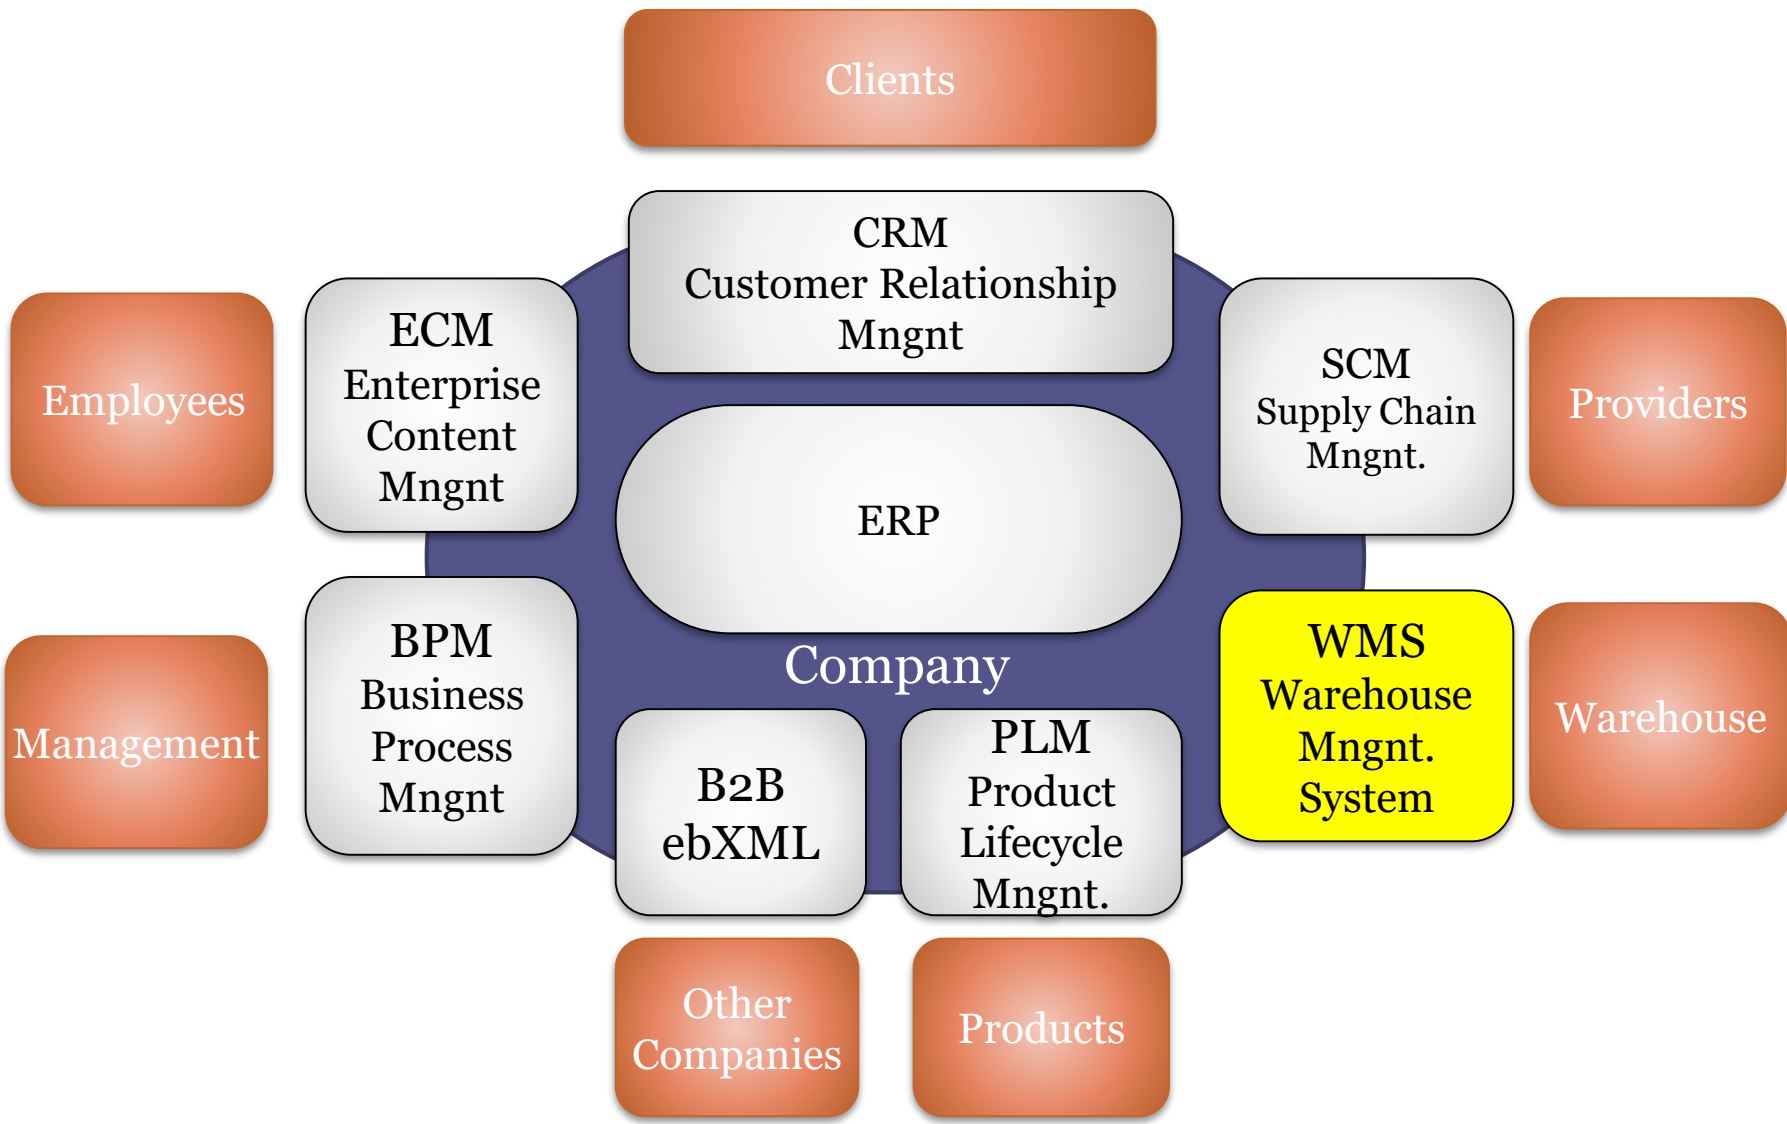 Clients
CRM
Customer Relationship
Mngnt
Employees
ECM
Enterprise
Content
Mngnt
SCM
Supply Chain
Mngnt.
Providers
ERP
Management
BPM
Business
Process
Mngnt
Company
WMS
Warehouse
Mngnt.
System
Warehouse
B2B
ebXML
PLM
Product
Lifecycle
Mngnt.
Other
Companies
Products